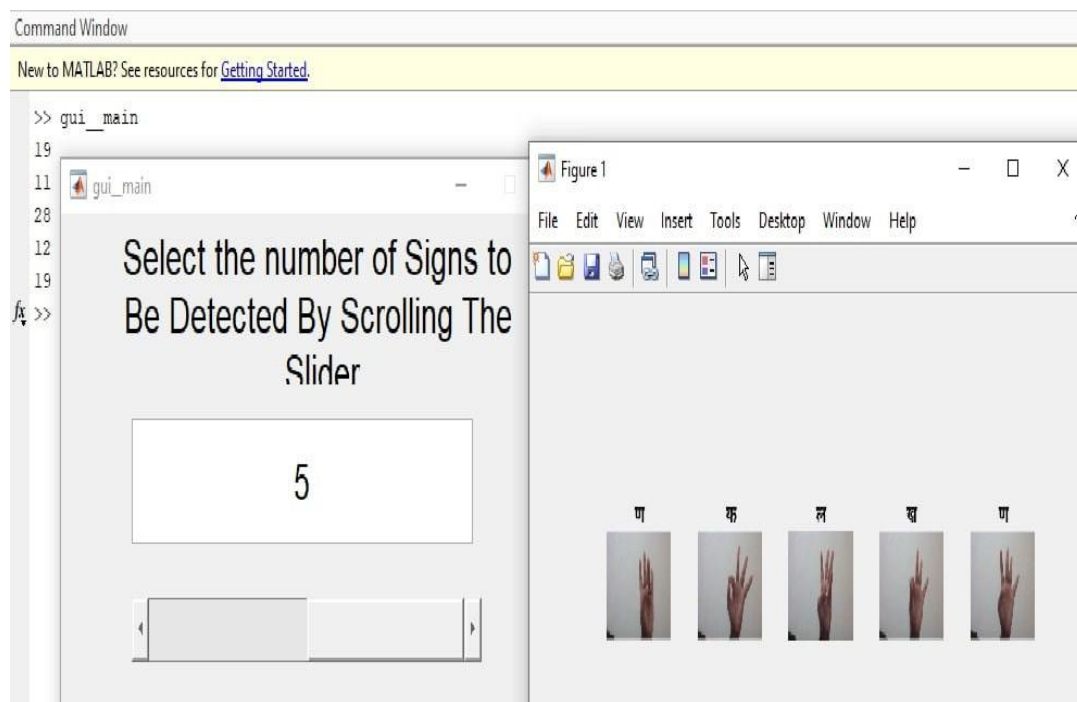 Command Window
New to MATLAB? See resources for Getting Started.
>> gui__main
19
11
28
12
19
fx >>
gui_main
Select the number of Signs to
Be Detected By Scrolling The
Slider
5
Figure 1
File Edit View Insert Tools Desktop Window Help
ण क ल ख ण